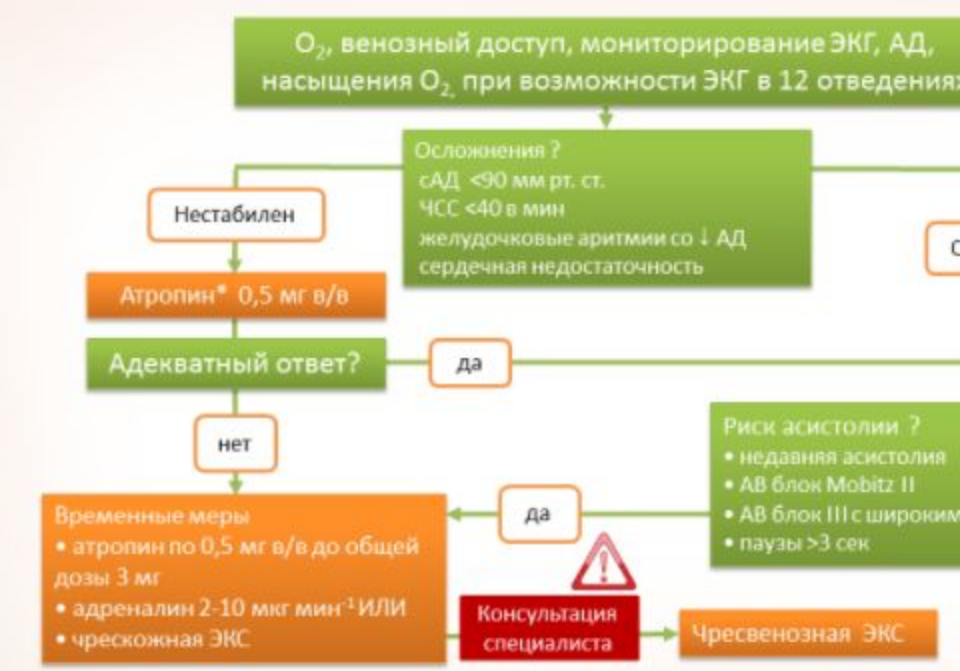 O₂, венозный доступ, мониторирование ЭКГ, АД,
насыщения O₂, при возможности ЭКГ в 12 отведениях
Осложнения ?
сАД <90 мм рт. ст.
ЧСС <40 в мин
желудочковые аритмии со ↓ АД
сердечная недостаточность
Нестабилен
С
Атропин* 0,5 мг в/в
Адекватный ответ?
да
нет
Риск асистолии ?
• недавняя асистолия
• АВ блок Mobitz II
• АВ блок III с широким
• паузы >3 сек
да
Временные меры
• атропин по 0,5 мг в/в до общей
дозы 3 мг
• адреналин 2-10 мкг мин⁻¹ ИЛИ
• чрескожная ЭКС
Консультация
специалиста
Чресвенозная ЭКС